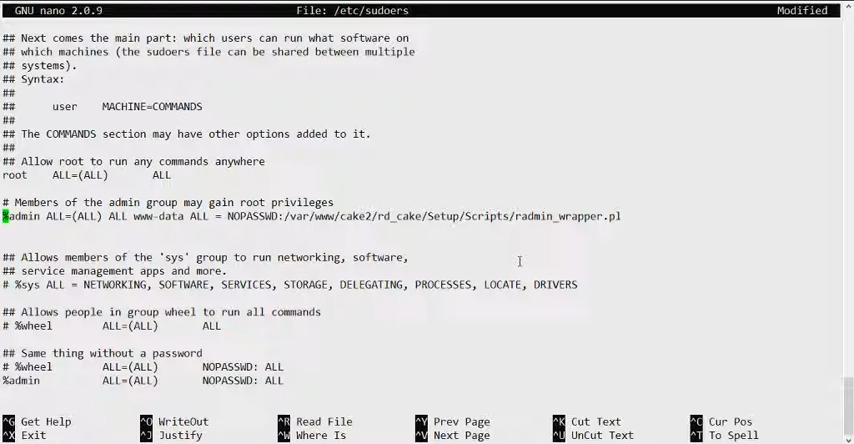 GNU nano 2.0.9 File: /etc/sudoers Modified
## Next comes the main part: which users can run what software on
## which machines (the sudoers file can be shared between multiple
## systems).
## Syntax:
##
## user MACHINE=COMMANDS
##
## The COMMANDS section may have other options added to it.
##
## Allow root to run any commands anywhere
root ALL=(ALL) ALL
# Members of the admin group may gain root privileges
%admin ALL=(ALL) ALL www-data ALL = NOPASSWD:/var/www/cake2/rd_cake/Setup/Scripts/radmin_wrapper.pl
## Allows members of the 'sys' group to run networking, software,
## service management apps and more.
# %sys ALL = NETWORKING, SOFTWARE, SERVICES, STORAGE, DELEGATING, PROCESSES, LOCATE, DRIVERS
## Allows people in group wheel to run all commands
# %wheel ALL=(ALL) ALL
## Same thing without a password
# %wheel ALL=(ALL) NOPASSWD: ALL
%admin ALL=(ALL) NOPASSWD: ALL
^G Get Help ^O WriteOut ^R Read File ^Y Prev Page ^K Cut Text ^C Cur Pos
^X Exit ^J Justify ^W Where Is ^V Next Page ^U UnCut Text ^T To Spell